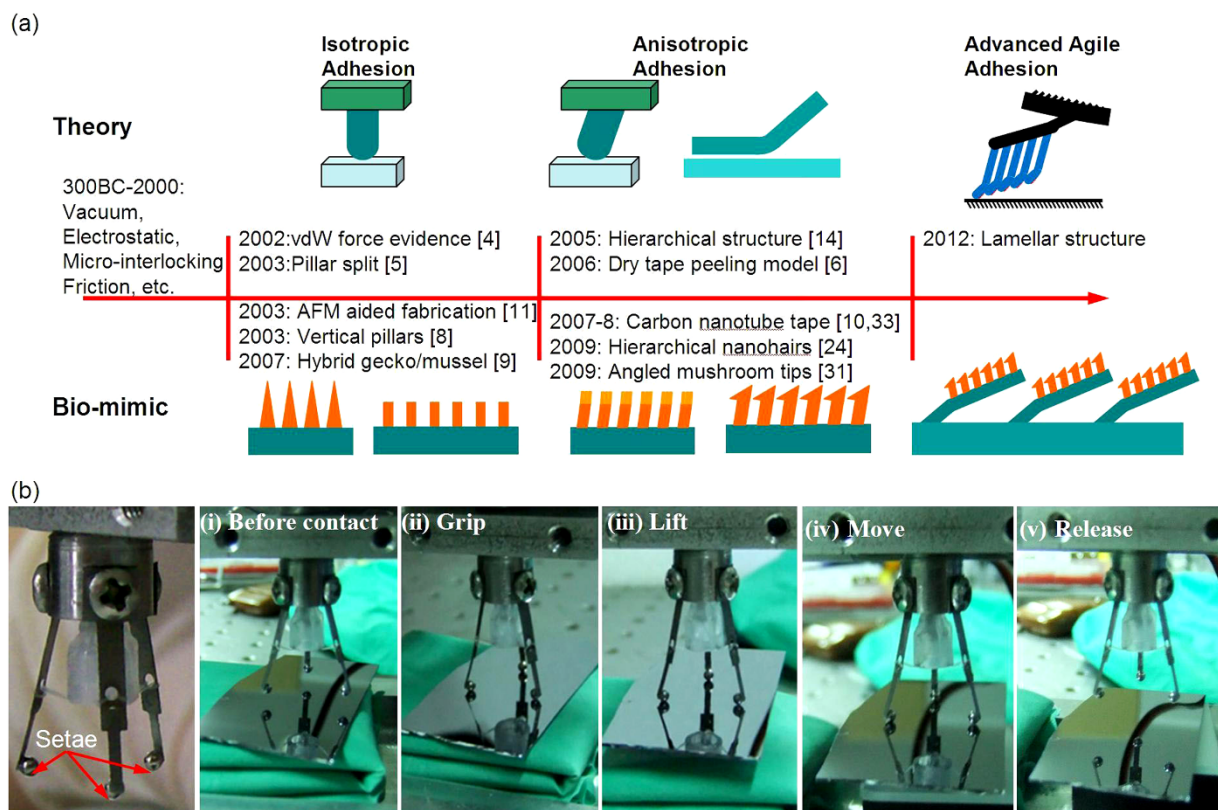 (a)
Isotropic
Adhesion
Anisotropic
Adhesion
Advanced Agile
Adhesion
Theory
300BC-2000:
Vacuum,
Electrostatic,
Micro-interlocking
Friction, etc.
2002:vdW force evidence [4]
2003:Pillar split [5]
2005: Hierarchical structure [14]
2006: Dry tape peeling model [6]
2012: Lamellar structure
2003: AFM aided fabrication [11]
2003: Vertical pillars [8]
2007: Hybrid gecko/mussel [9]
2007-8: Carbon nanotube tape [10,33]
2009: Hierarchical nanohairs [24]
2009: Angled mushroom tips [31]
Bio-mimic
(b)
Setae
(i) Before contact
(ii) Grip
(iii) Lift
(iv) Move
(v) Release